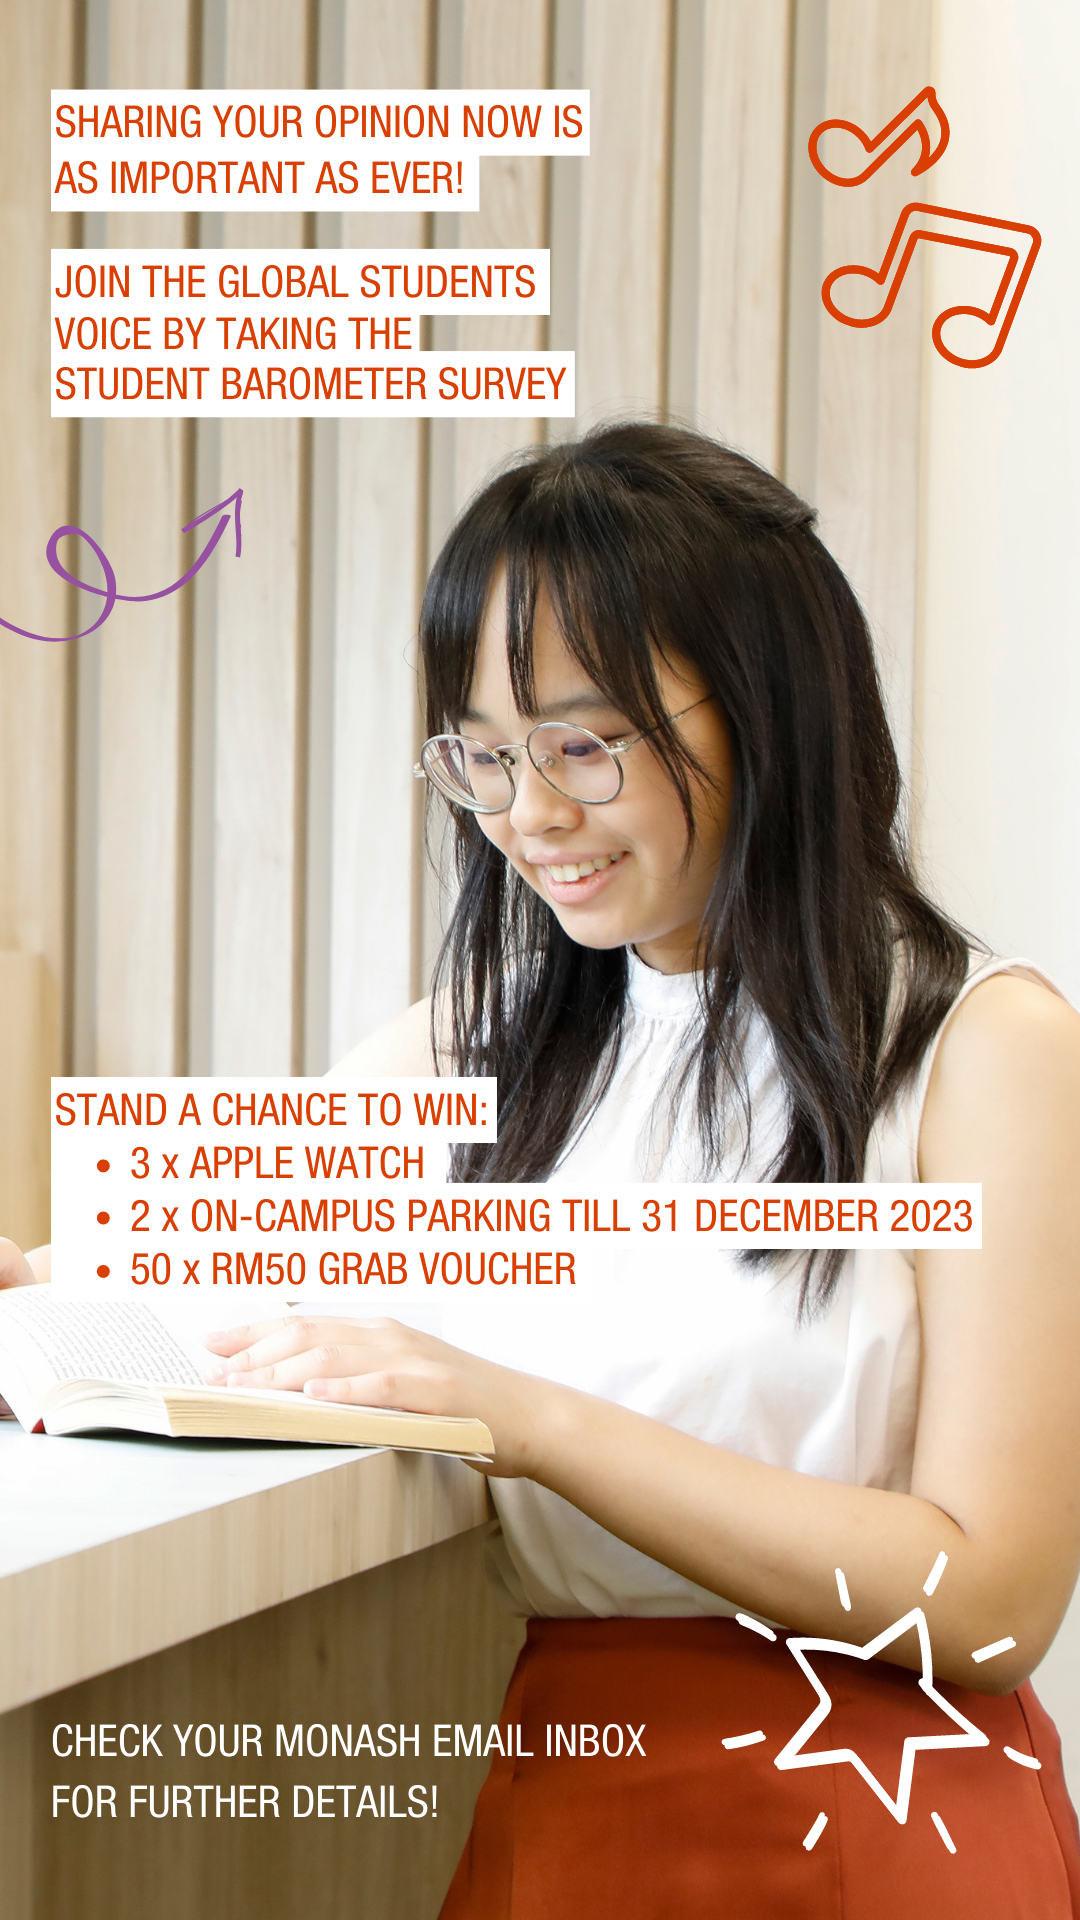 SHARING YOUR OPINION NOW IS
AS IMPORTANT AS EVER!
JOIN THE GLOBAL STUDENTS
VOICE BY TAKING THE
STUDENT BAROMETER SURVEY
STAND A CHANCE TO WIN:
• 3 x APPLE WATCH
• 2 x ON-CAMPUS PARKING TILL 31 DECEMBER 2023
• 50 x RM50 GRAB VOUCHER
CHECK YOUR MONASH EMAIL INBOX
FOR FURTHER DETAILS!